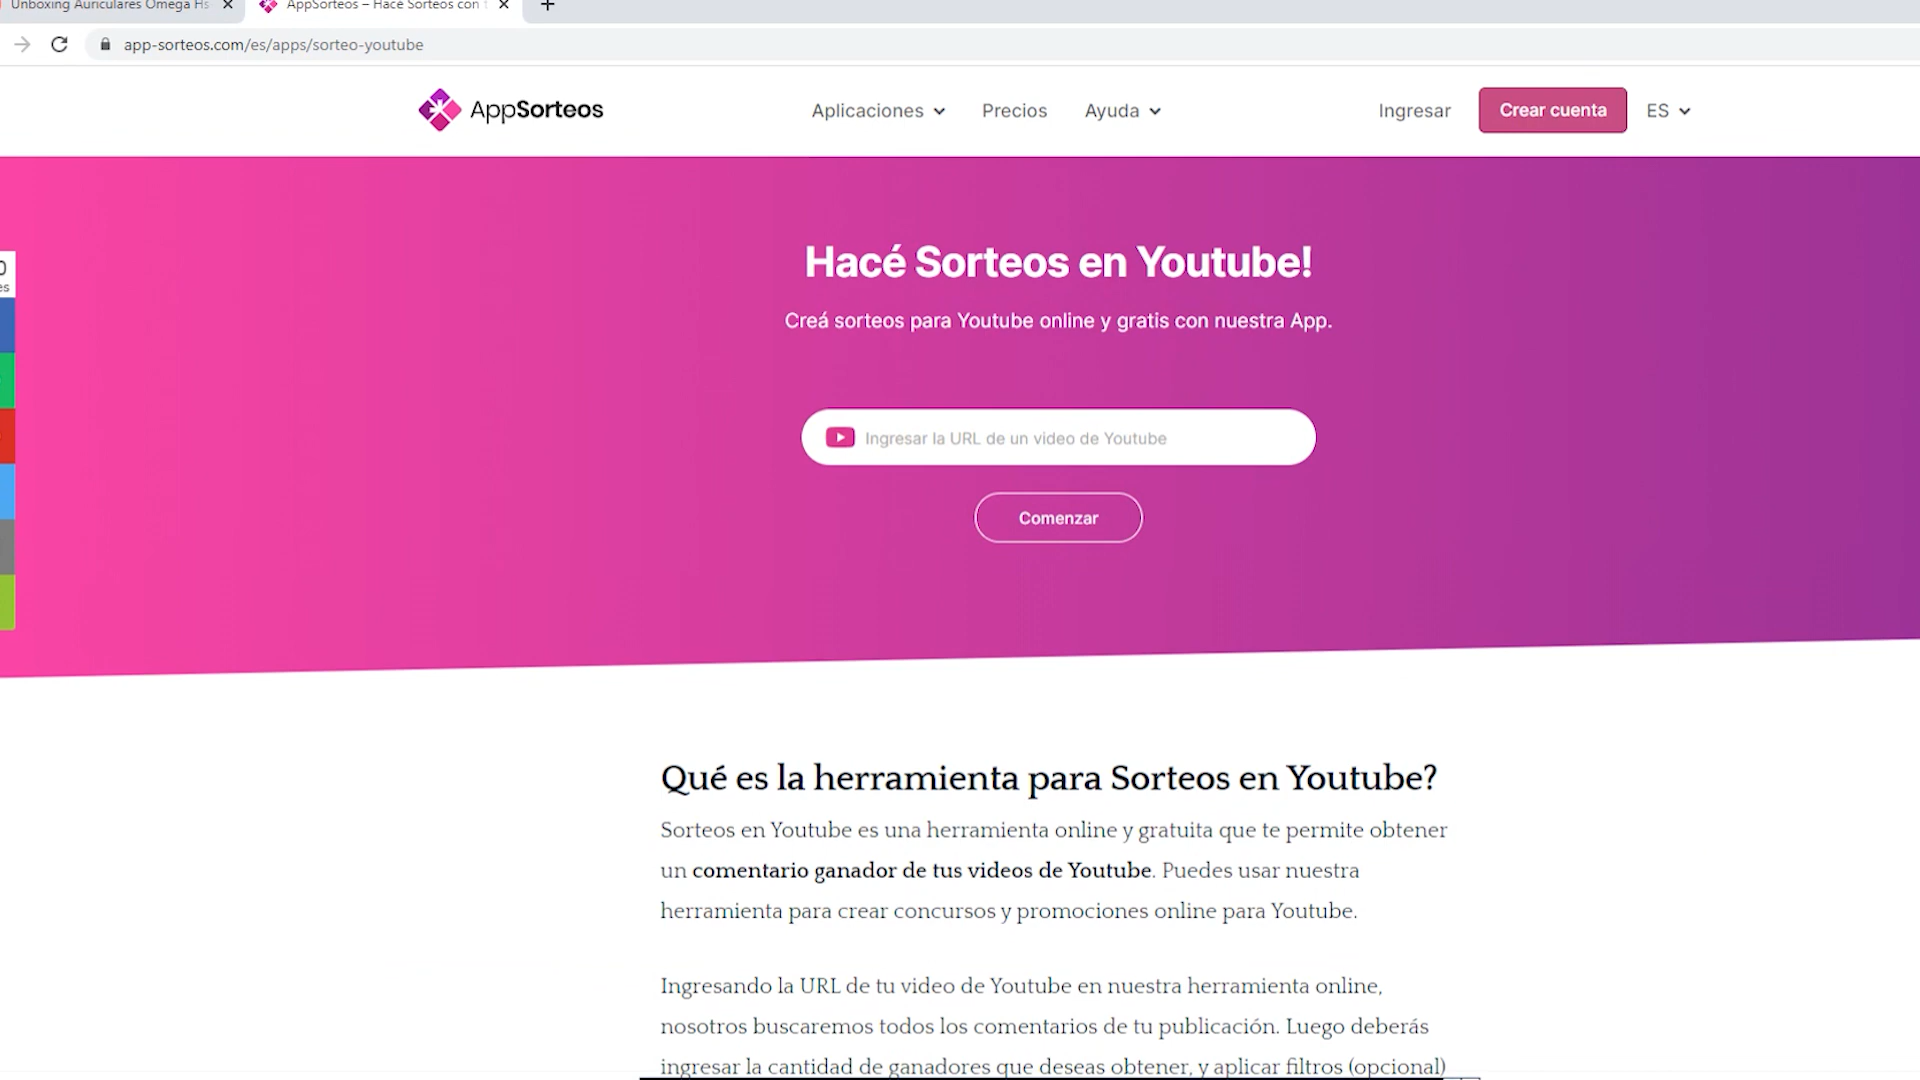 Unboxing Auriculares Omega Hs
AppSorteos – Hacé Sorteos con
app-sorteos.com/es/apps/sorteo-youtube
AppSorteos
Aplicaciones
Precios
Ayuda
Ingresar
Crear cuenta
ES
Hacé Sorteos en Youtube!
Creá sorteos para Youtube online y gratis con nuestra App.
Ingresar la URL de un video de Youtube
Comenzar
Qué es la herramienta para Sorteos en Youtube?
Sorteos en Youtube es una herramienta online y gratuita que te permite obtener
un comentario ganador de tus videos de Youtube. Puedes usar nuestra
herramienta para crear concursos y promociones online para Youtube.
Ingresando la URL de tu video de Youtube en nuestra herramienta online,
nosotros buscaremos todos los comentarios de tu publicación. Luego deberás
ingresar la cantidad de ganadores que deseas obtener, y aplicar filtros (opcional)